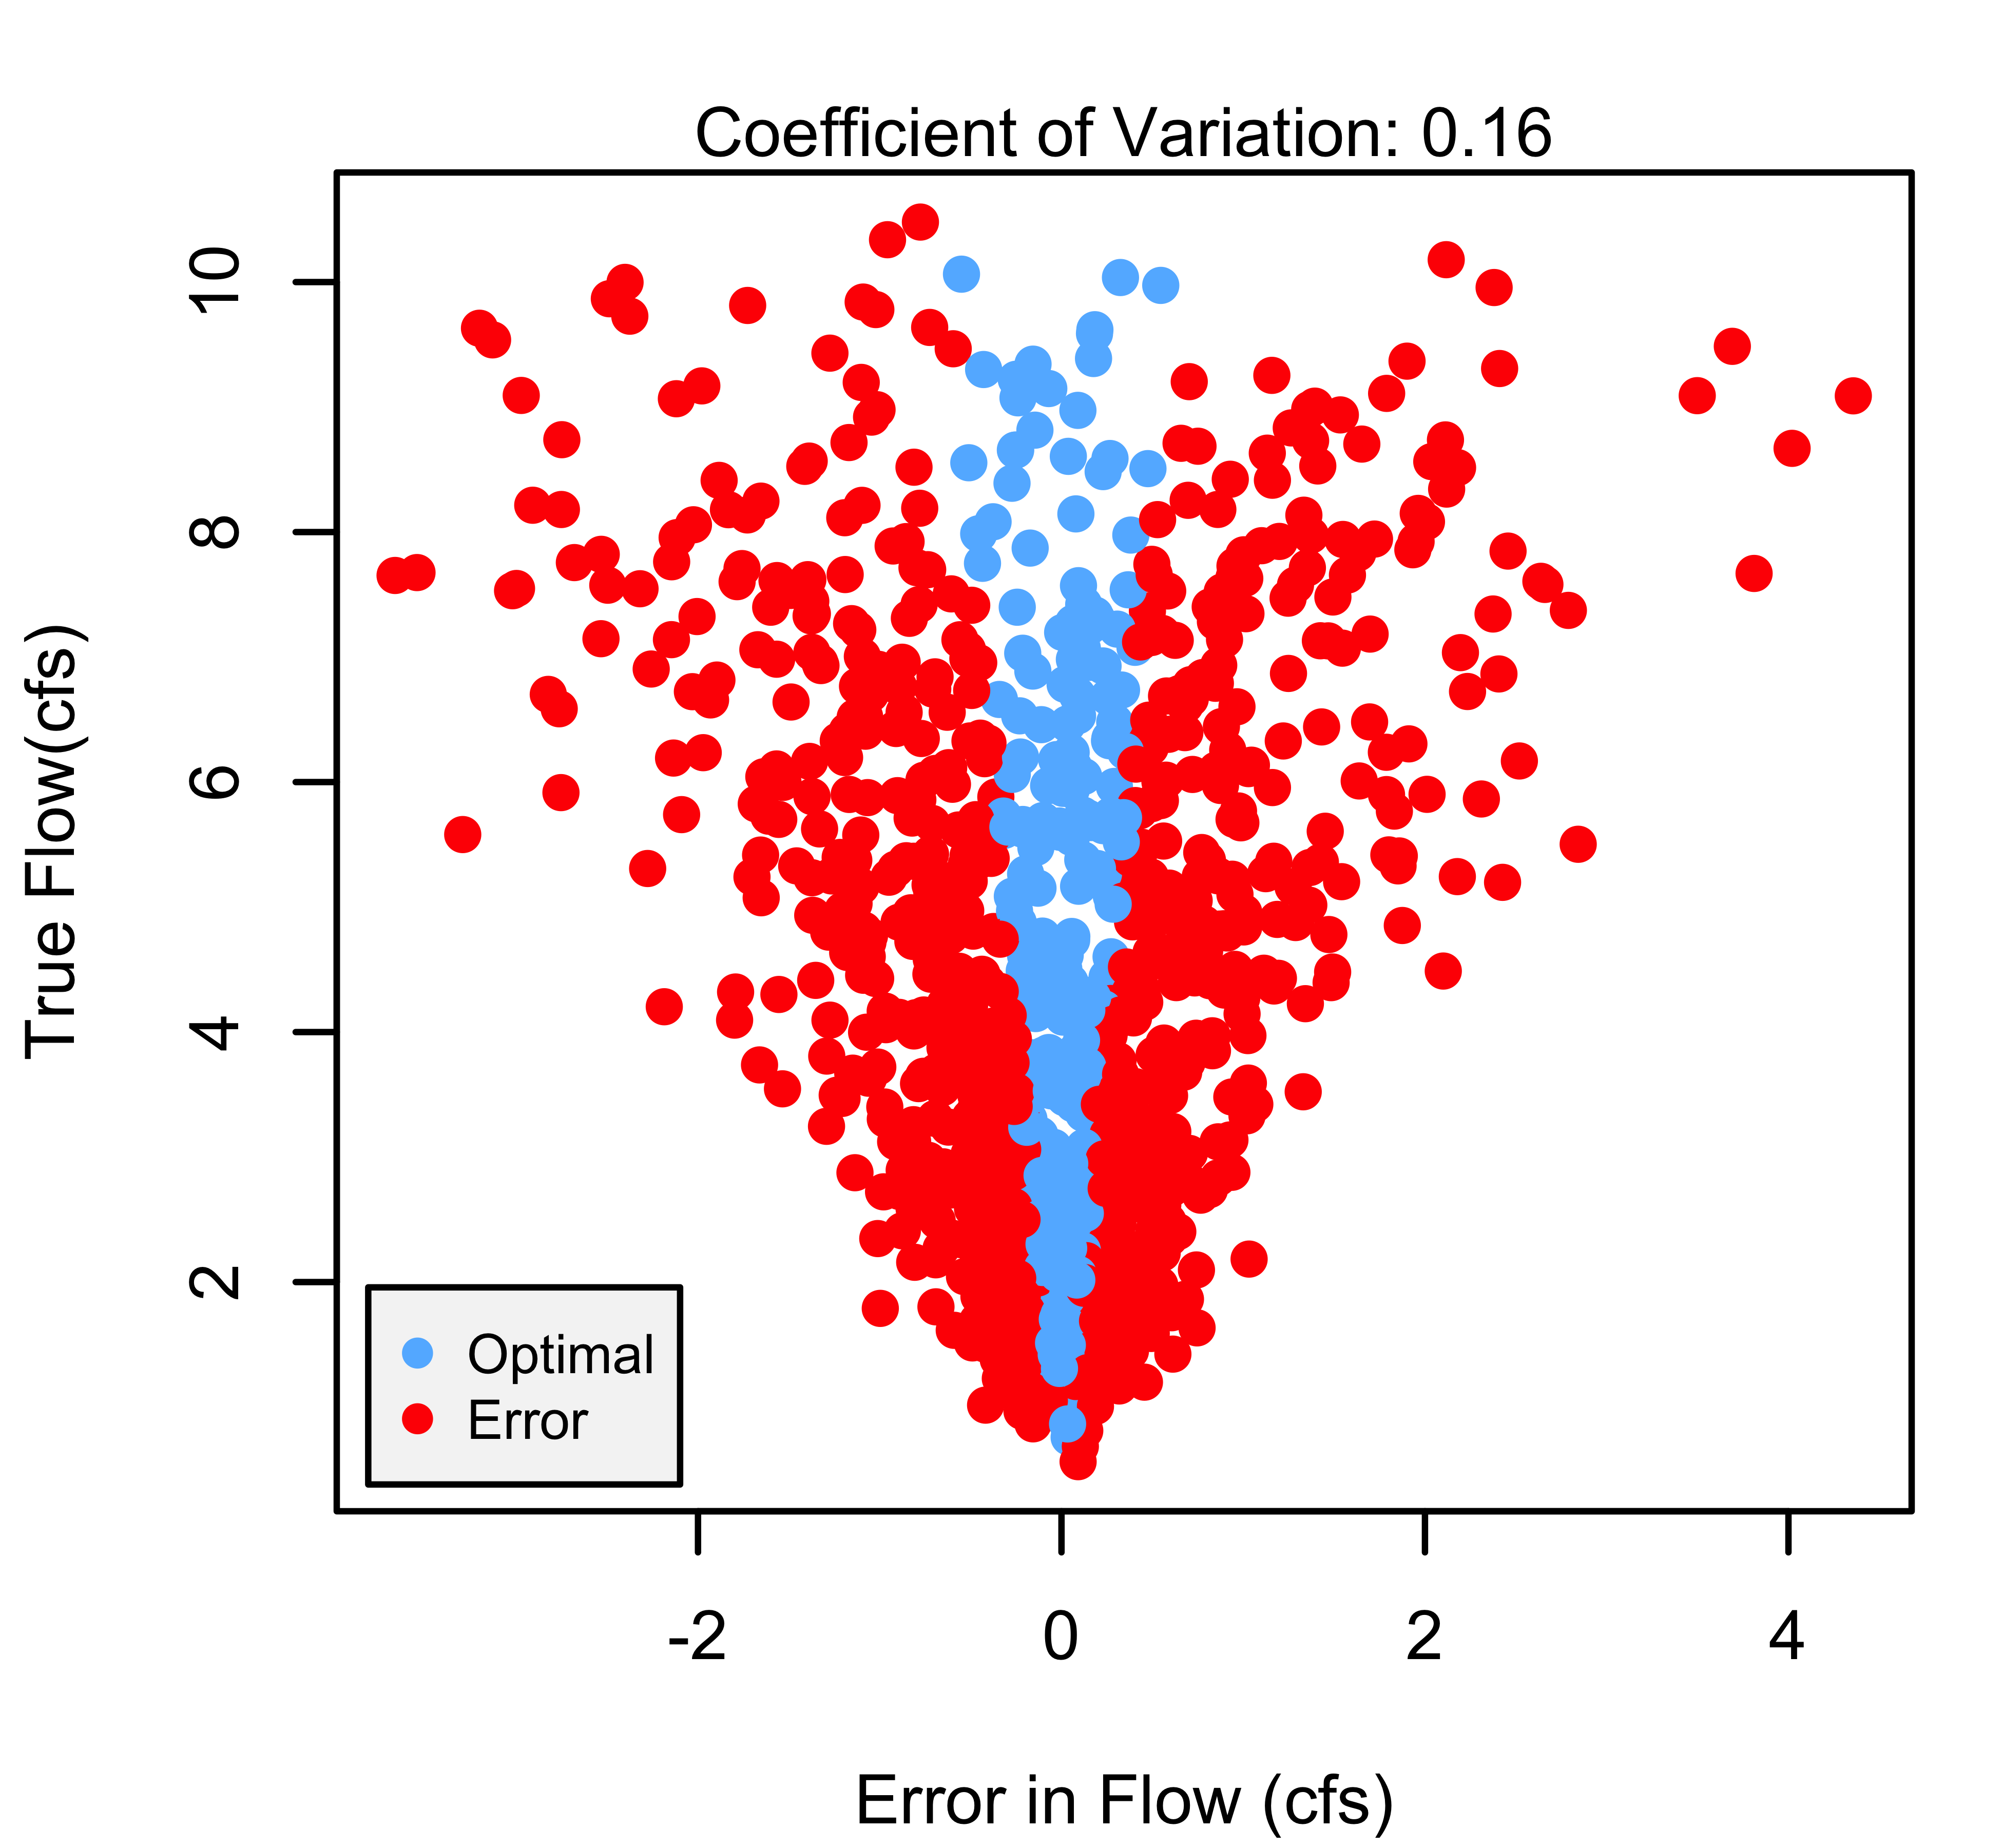 Coefficient of Variation: 0.16
True Flow(cfs)
10
8
6
4
2
Optimal
Error
-2 0 2 4
Error in Flow (cfs)